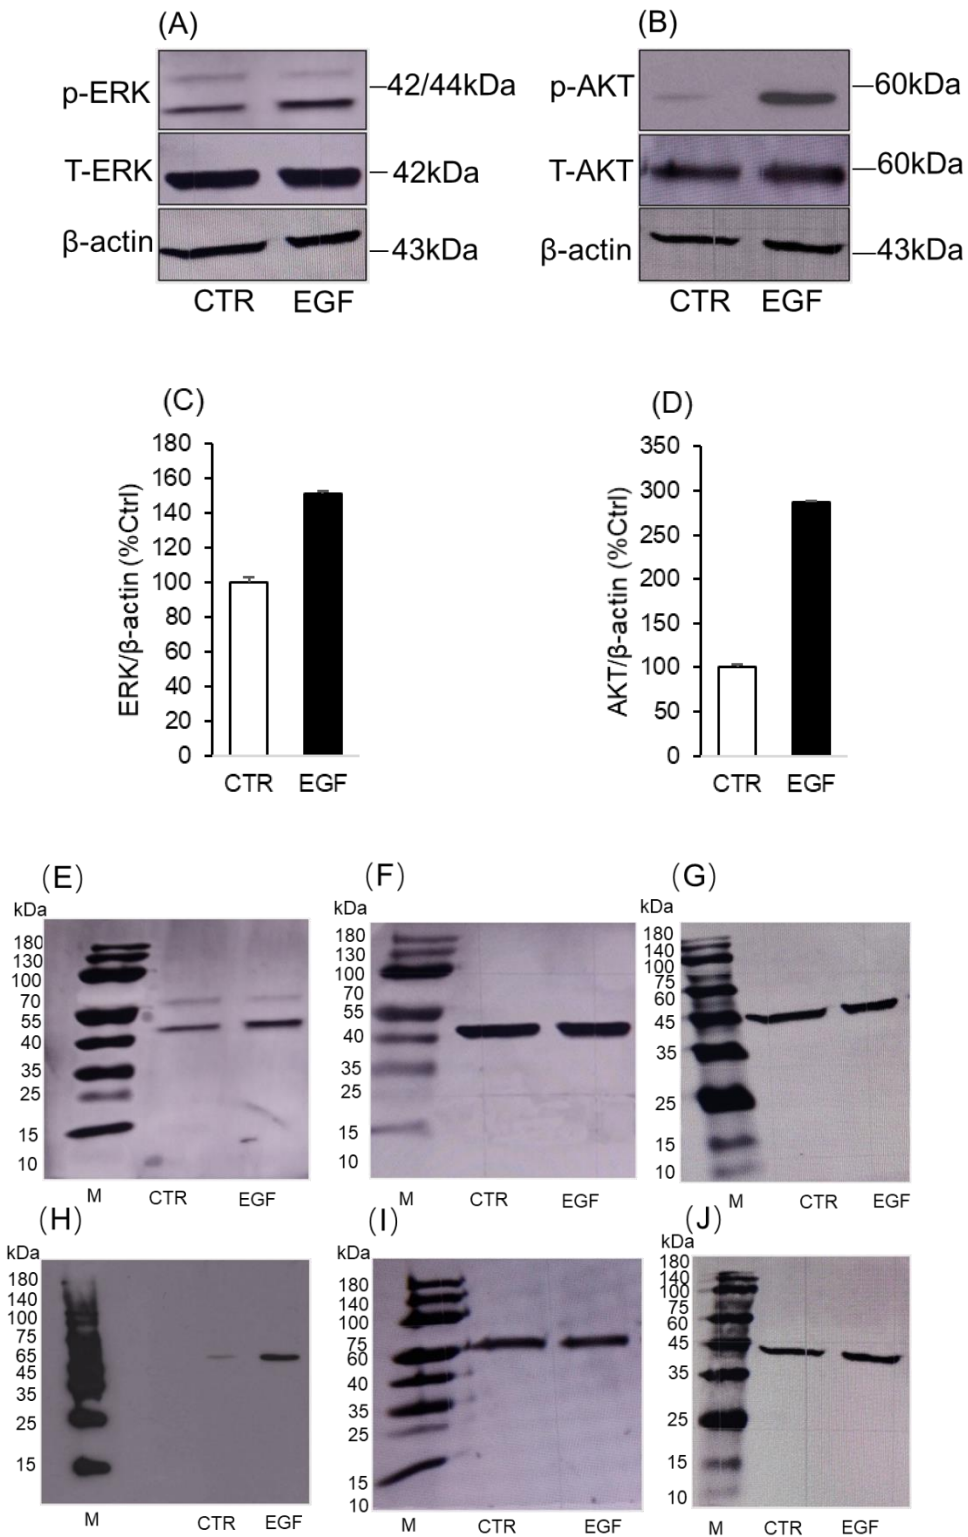 (A)
p-ERK
42/44kDa
T-ERK
42kDa
β-actin
43kDa
CTR EGF
(B)
p-AKT
60kDa
T-AKT
60kDa
β-actin
43kDa
CTR EGF
(C)
ERK/β-actin (%Ctrl)
180
160
140
120
100
80
60
40
20
0
CTR EGF
(D)
AKT/β-actin (%Ctrl)
350
300
250
200
150
100
50
0
CTR EGF
(E)
kDa
180
130
100
70
55
40
35
25
15
10
M CTR EGF
(F)
kDa
180
140
100
70
55
40
35
25
15
10
M CTR EGF
(G)
kDa
180
140
100
75
60
45
35
25
15
10
M CTR EGF
(H)
kDa
180
140
100
75
65
45
35
25
15
M CTR EGF
(I)
kDa
180
140
100
75
60
40
35
25
15
10
M CTR EGF
(J)
kDa
180
140
100
75
60
45
35
25
15
10
M CTR EGF